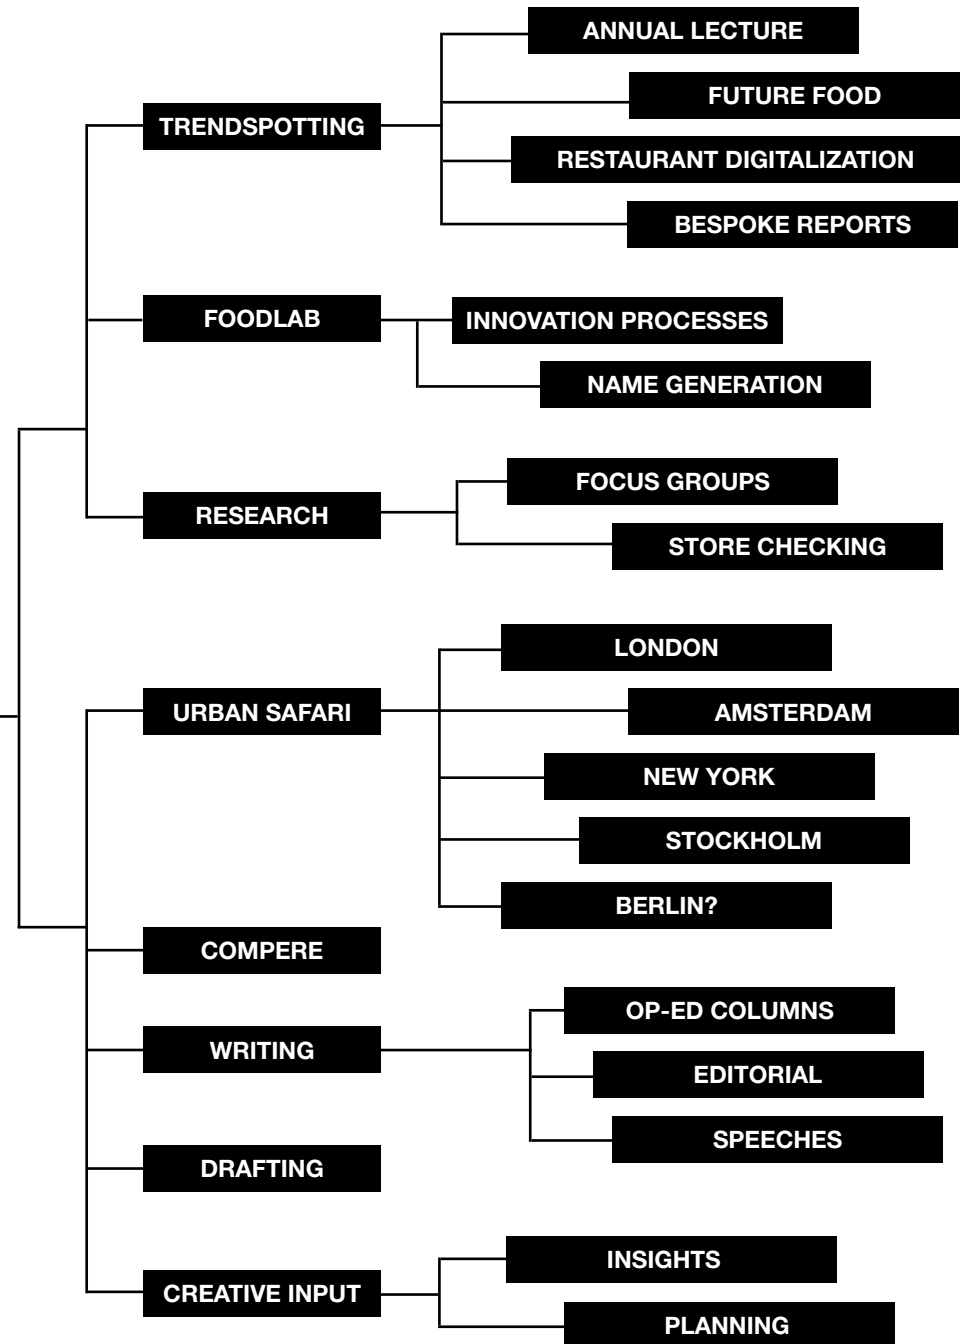 TRENDSPOTTING
ANNUAL LECTURE
FUTURE FOOD
RESTAURANT DIGITALIZATION
BESPOKE REPORTS
FOODLAB
INNOVATION PROCESSES
NAME GENERATION
RESEARCH
FOCUS GROUPS
STORE CHECKING
URBAN SAFARI
LONDON
AMSTERDAM
NEW YORK
STOCKHOLM
BERLIN?
COMPERE
WRITING
OP-ED COLUMNS
EDITORIAL
SPEECHES
DRAFTING
CREATIVE INPUT
INSIGHTS
PLANNING